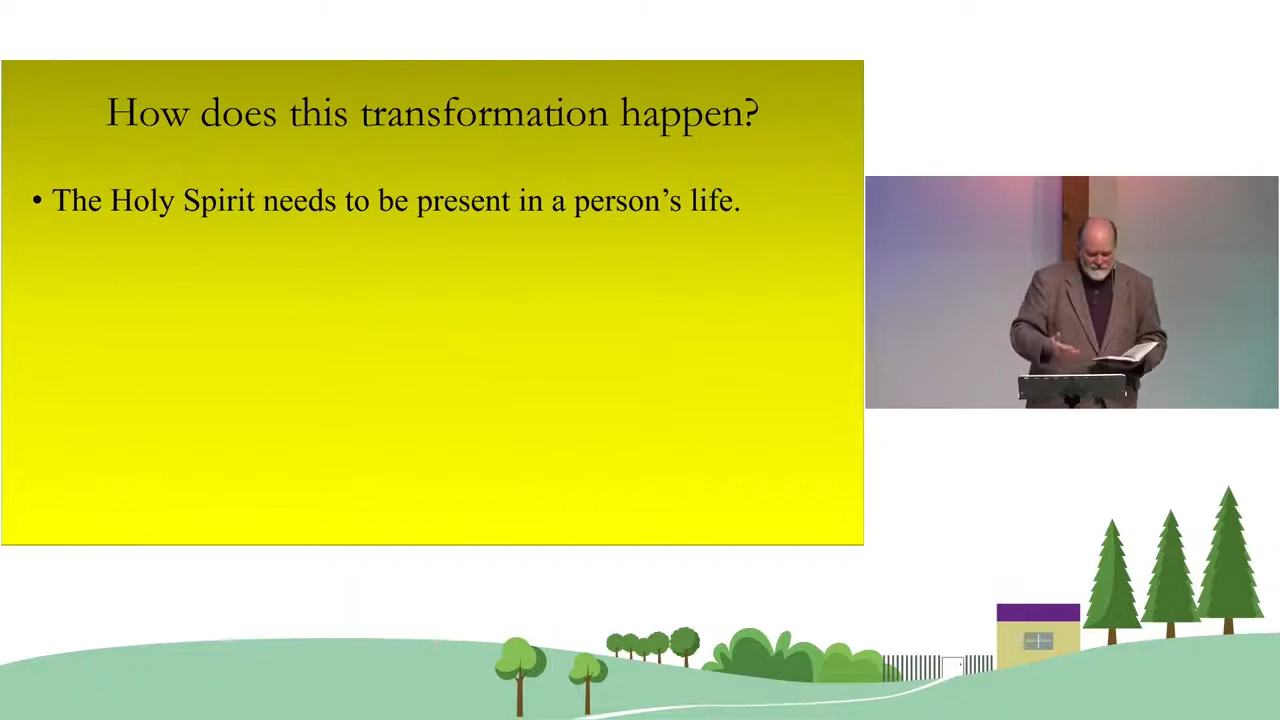 How does this transformation happen?
• The Holy Spirit needs to be present in a person’s life.